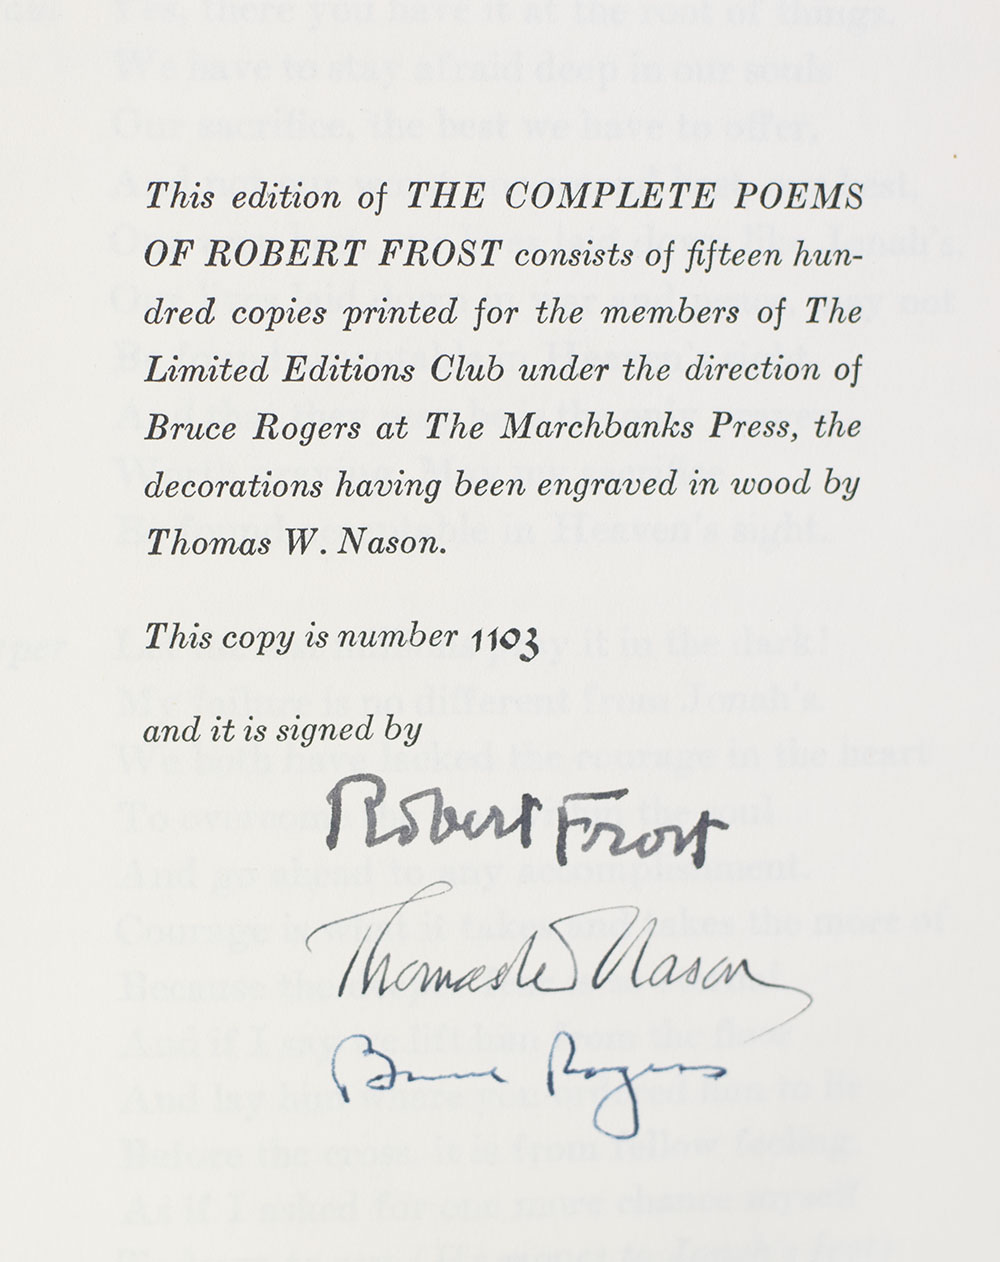 This edition of THE COMPLETE POEMS
OF ROBERT FROST consists of fifteen hun-
dred copies printed for the members of The
Limited Editions Club under the direction of
Bruce Rogers at The Marchbanks Press, the
decorations having been engraved in wood by
Thomas W. Nason.
This copy is number 1103
and it is signed by
Robert Frost
Thomas W Nason
Bruce Rogers